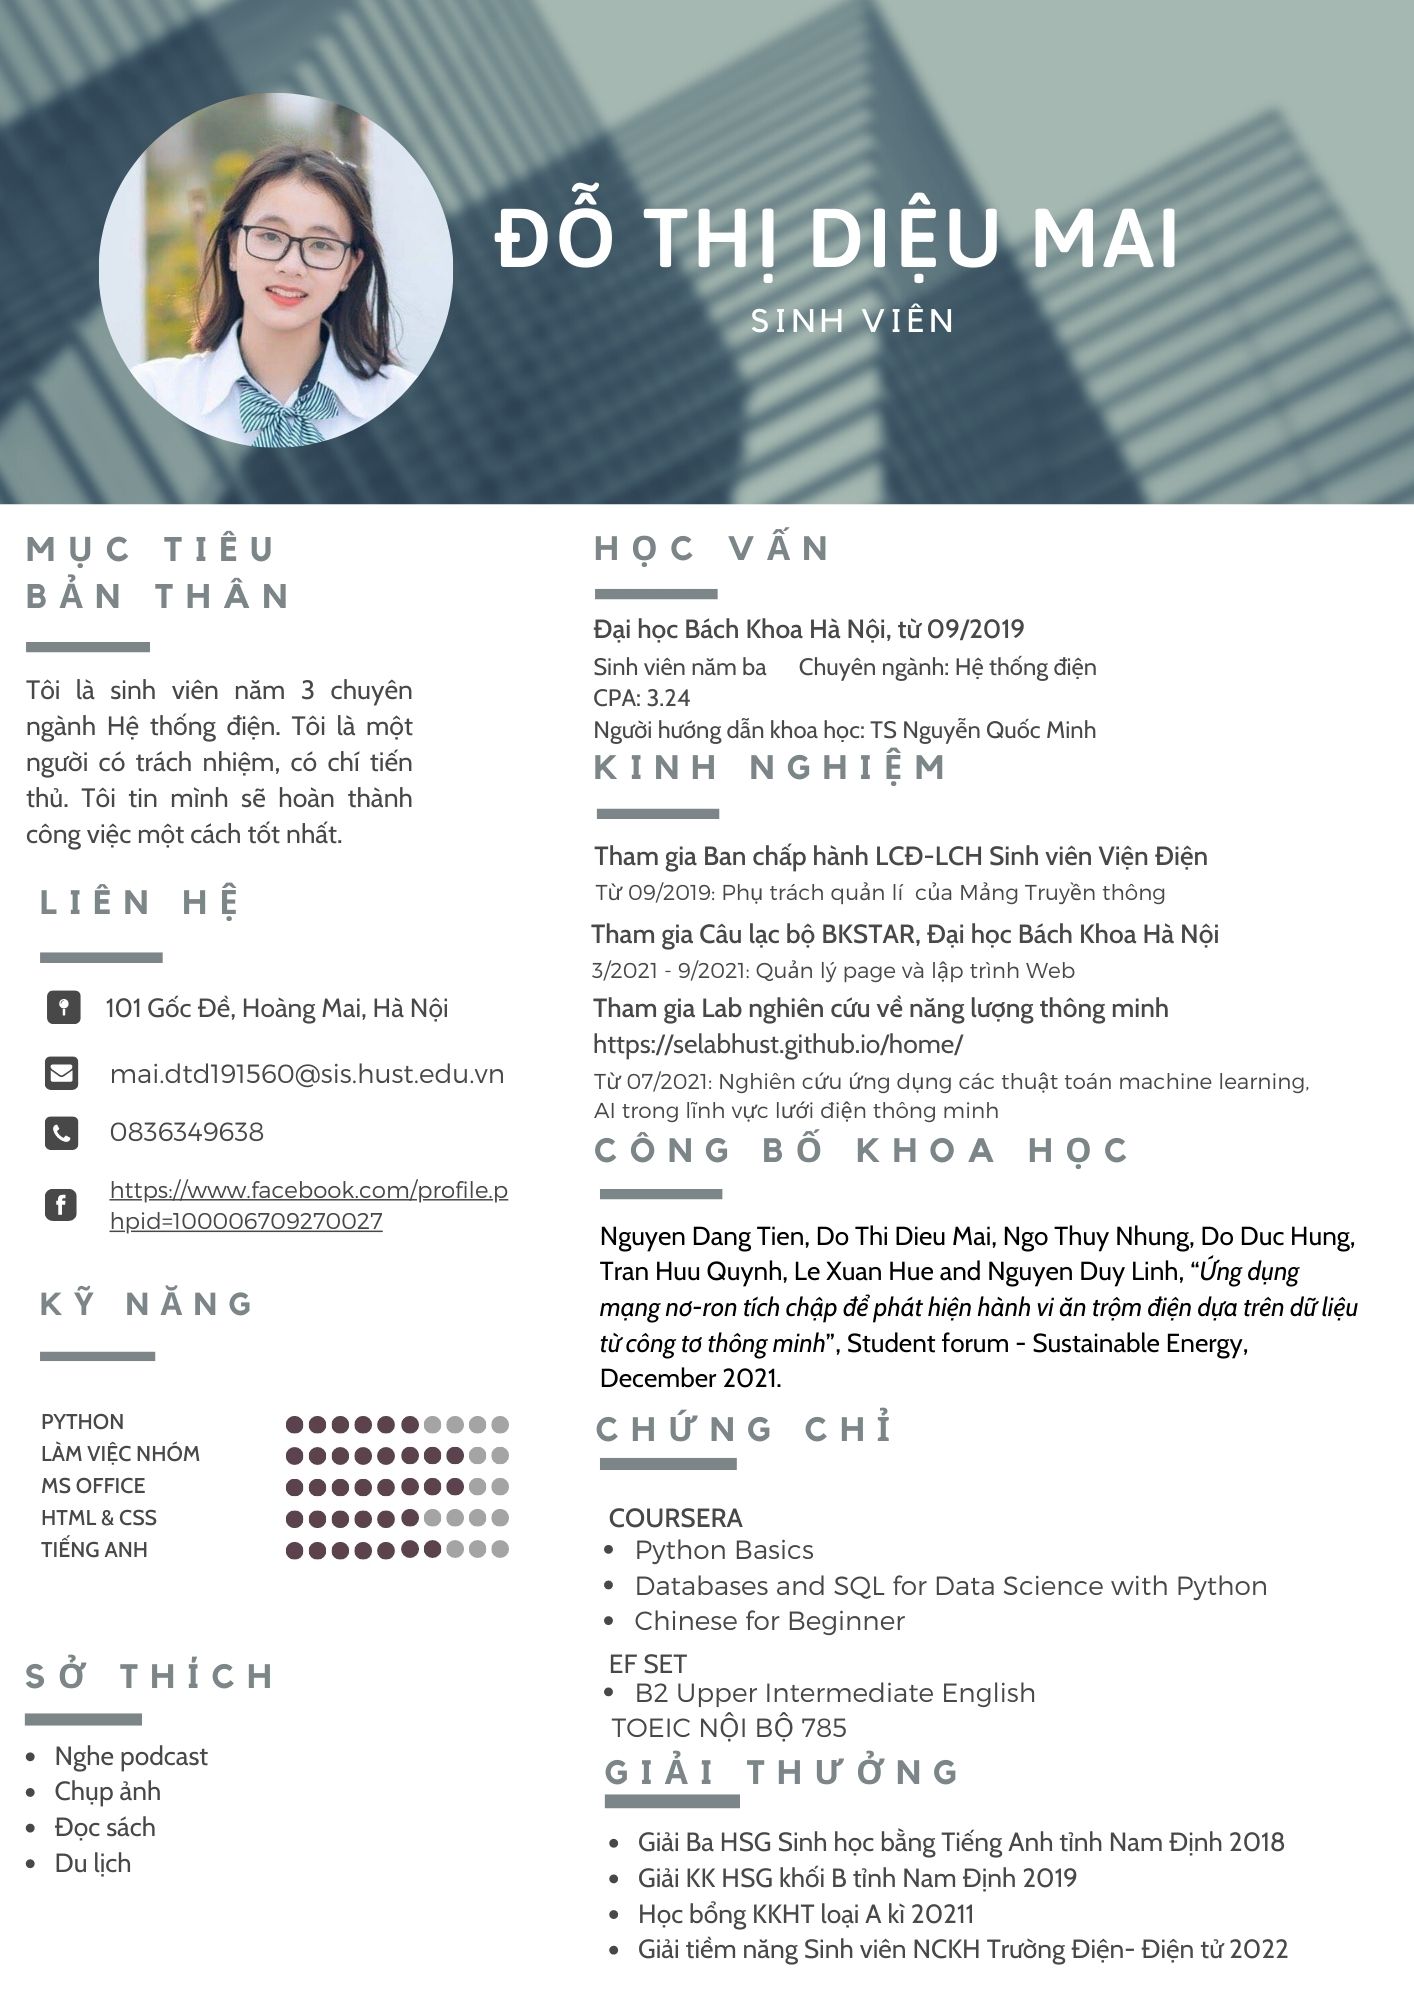 ĐỖ THỊ DIỆU MAI
SINH VIÊN
MỤC TIÊU
BẢN THÂN
Tôi là sinh viên năm 3 chuyên
ngành Hệ thống điện. Tôi là một
người có trách nhiệm, có chí tiến
thủ. Tôi tin mình sẽ hoàn thành
công việc một cách tốt nhất.
LIÊN HỆ
101 Gốc Đề, Hoàng Mai, Hà Nội
mai.dtd191560@sis.hust.edu.vn
0836349638
https://www.facebook.com/profile.p
hpid=100006709270027
KỸ NĂNG
PYTHON
LÀM VIỆC NHÓM
MS OFFICE
HTML & CSS
TIẾNG ANH
SỞ THÍCH
• Nghe podcast
• Chụp ảnh
• Đọc sách
• Du lịch
HỌC VẤN
Đại học Bách Khoa Hà Nội, từ 09/2019
Sinh viên năm ba Chuyên ngành: Hệ thống điện
CPA: 3.24
Người hướng dẫn khoa học: TS Nguyễn Quốc Minh
KINH NGHIỆM
Tham gia Ban chấp hành LCĐ-LCH Sinh viên Viện Điện
Từ 09/2019: Phụ trách quản lí của Mảng Truyền thông
Tham gia Câu lạc bộ BKSTAR, Đại học Bách Khoa Hà Nội
3/2021 - 9/2021: Quản lý page và lập trình Web
Tham gia Lab nghiên cứu về năng lượng thông minh
https://selabhust.github.io/home/
Từ 07/2021: Nghiên cứu ứng dụng các thuật toán machine learning,
AI trong lĩnh vực lưới điện thông minh
CÔNG BỐ KHOA HỌC
Nguyen Dang Tien, Do Thi Dieu Mai, Ngo Thuy Nhung, Do Duc Hung,
Tran Huu Quynh, Le Xuan Hue and Nguyen Duy Linh, “Ứng dụng
mạng nơ-ron tích chập để phát hiện hành vi ăn trộm điện dựa trên dữ liệu
từ công tơ thông minh”, Student forum - Sustainable Energy,
December 2021.
CHỨNG CHỈ
COURSERA
• Python Basics
• Databases and SQL for Data Science with Python
• Chinese for Beginner
EF SET
• B2 Upper Intermediate English
TOEIC NỘI BỘ 785
GIẢI THƯỞNG
• Giải Ba HSG Sinh học bằng Tiếng Anh tỉnh Nam Định 2018
• Giải KK HSG khối B tỉnh Nam Định 2019
• Học bổng KKHT loại A kì 20211
• Giải tiềm năng Sinh viên NCKH Trường Điện- Điện tử 2022